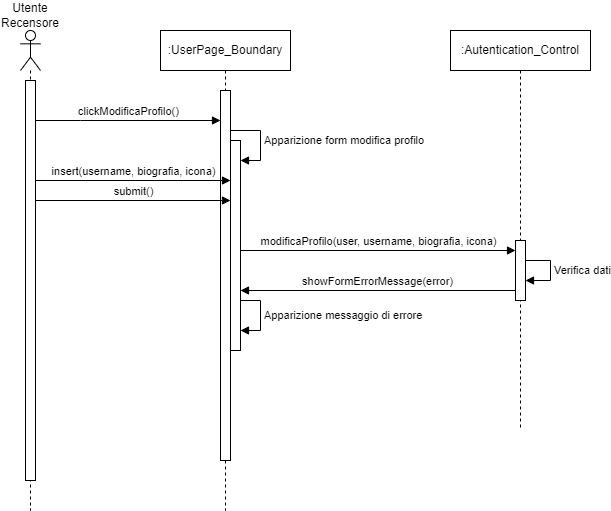 Utente
Recensore
:UserPage_Boundary
:Autentication_Control
clickModificaProfilo()
Apparizione form modifica profilo
insert(username, biografia, icona)
submit()
modificaProfilo(user, username, biografia, icona)
Verifica dati
showFormErrorMessage(error)
Apparizione messaggio di errore